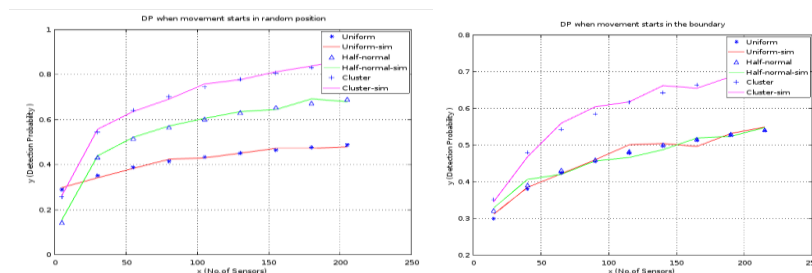 DP when movement starts in random position
1
0.8
0.6
0.4
0.2
0
0
50
100
150
200
250
y (Detection Probability )
x (No.of Sensors)
Uniform
Uniform-sim
Half-normal
Half-normal-sim
Cluster
Cluster-sim
DP when movement starts in the boundary
0.8
0.7
0.6
0.5
0.4
0.3
0.2
0
50
100
150
200
250
y (Detection Probability )
x (No.of Sensors)
Uniform
Uniform-sim
Half-normal
Half-normal-sim
Cluster
Cluster-sim